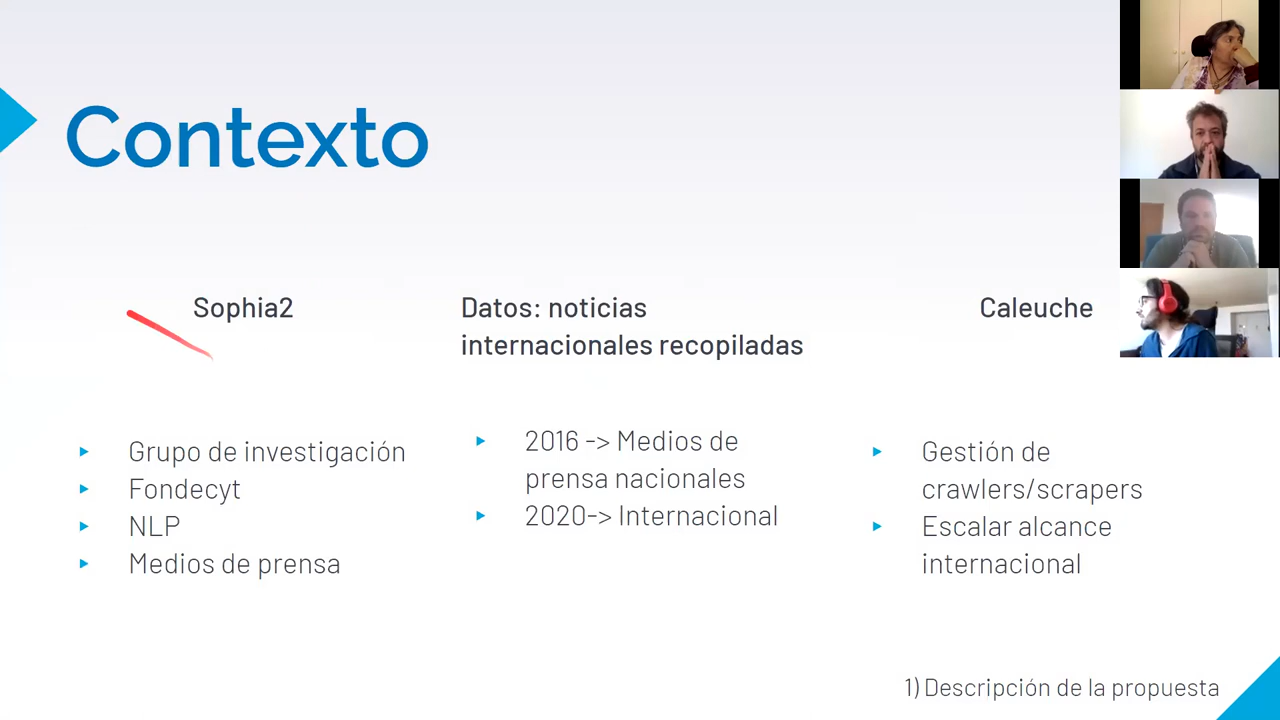 Contexto
Sophia2
Grupo de investigación
Fondecyt
NLP
Medios de prensa
Datos: noticias
internacionales recopiladas
2016 -> Medios de
prensa nacionales
2020-> Internacional
Caleuche
Gestión de
crawlers/scrapers
Escalar alcance
internacional
1) Descripción de la propuesta